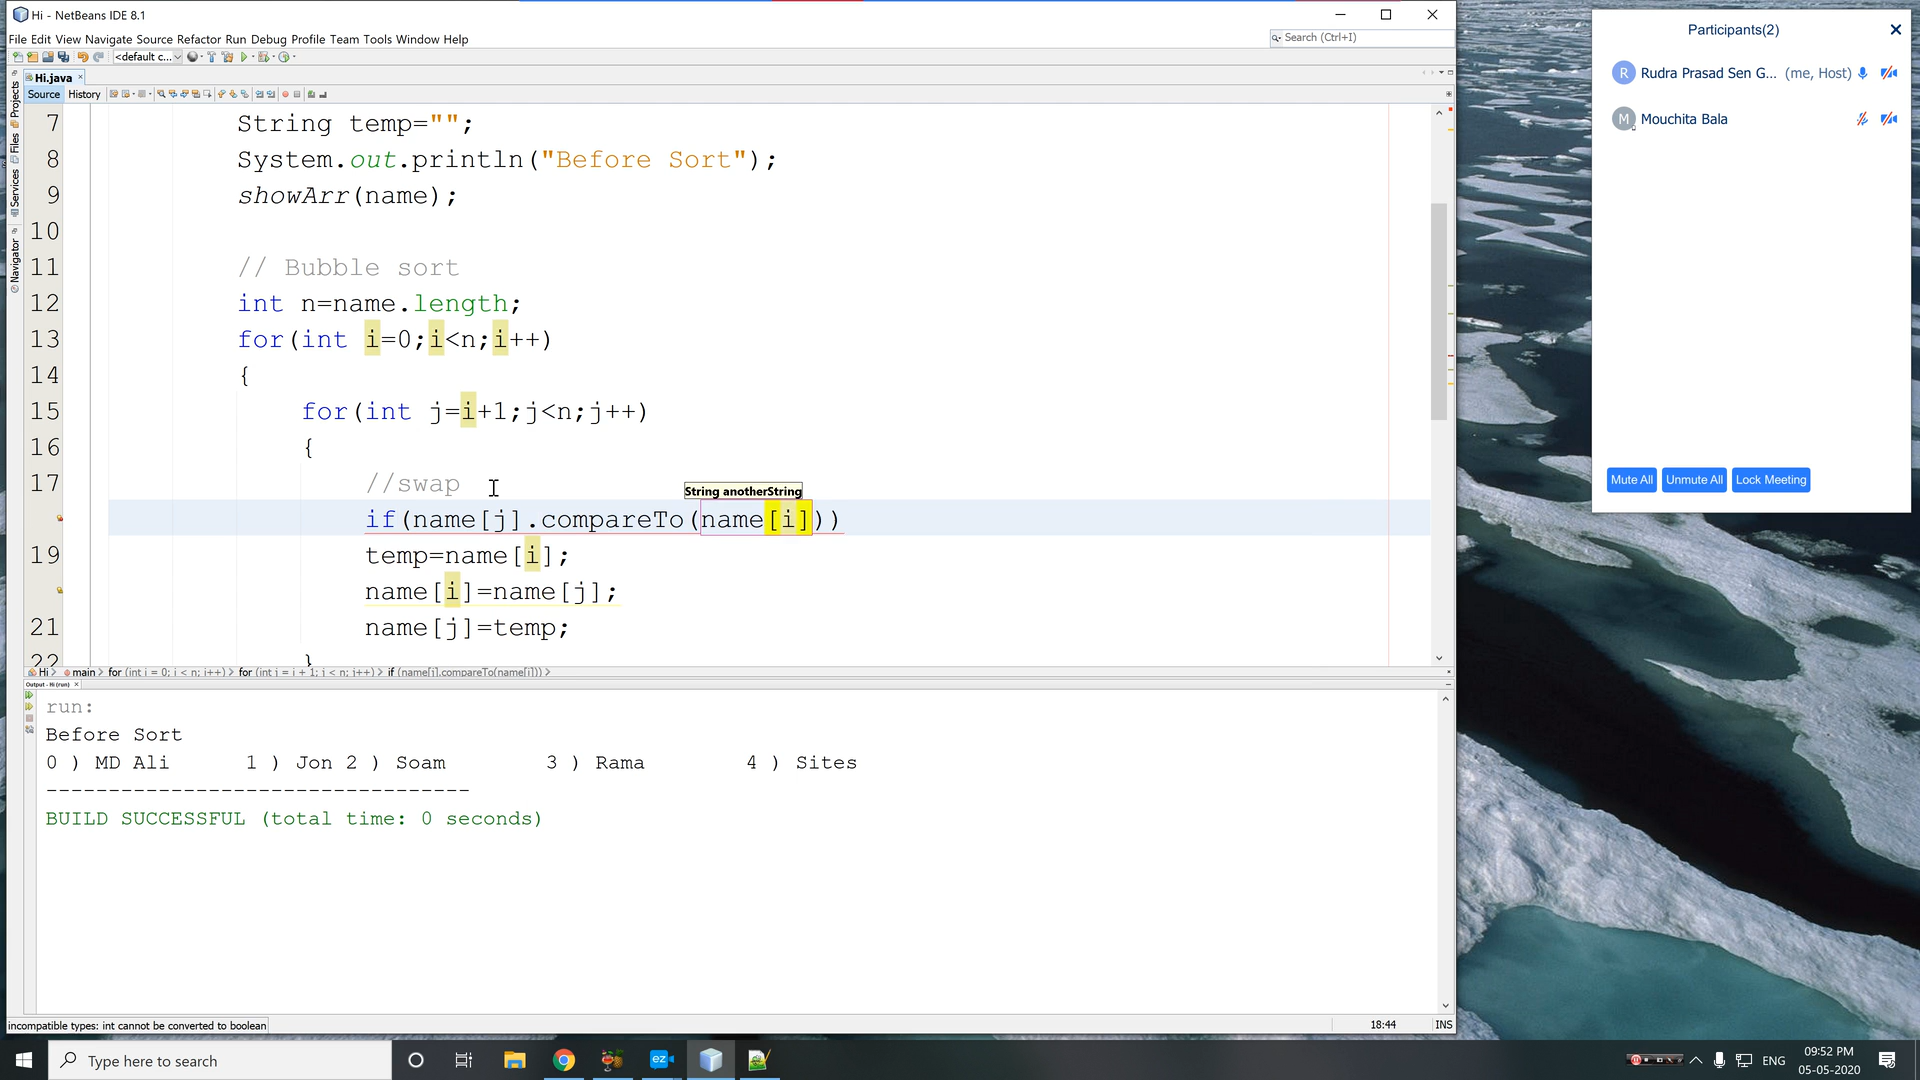 Hi - NetBeans IDE 8.1
File Edit View Navigate Source Refactor Run Debug Profile Team Tools Window Help
Search (Ctrl+I)
<default c...
Hi.java
Source History
Projects
Files
Services
Navigator
7 String temp="";
8 System.out.println("Before Sort");
9 showArr(name);
10
11 // Bubble sort
12 int n=name.length;
13 for(int i=0;i<n;i++)
14 {
15 for(int j=i+1;j<n;j++)
16 {
17 //swap
String anotherString
if(name[j].compareTo(name[i]))
19 temp=name[i];
name[i]=name[j];
21 name[j]=temp;
22 }
Hi > main > for (int i = 0; i < n; i++) > for (int j = i + 1; j < n; j++) > if (name[j].compareTo(name[i])) >
Output - Hi (run)
run:
Before Sort
0 ) MD Ali 1 ) Jon 2 ) Soam 3 ) Rama 4 ) Sites
----------------------------------
BUILD SUCCESSFUL (total time: 0 seconds)
incompatible types: int cannot be converted to boolean
18:44 INS
Participants(2)
R Rudra Prasad Sen G... (me, Host)
M Mouchita Bala
Mute All Unmute All Lock Meeting
Type here to search
ez
ENG
09:52 PM
05-05-2020